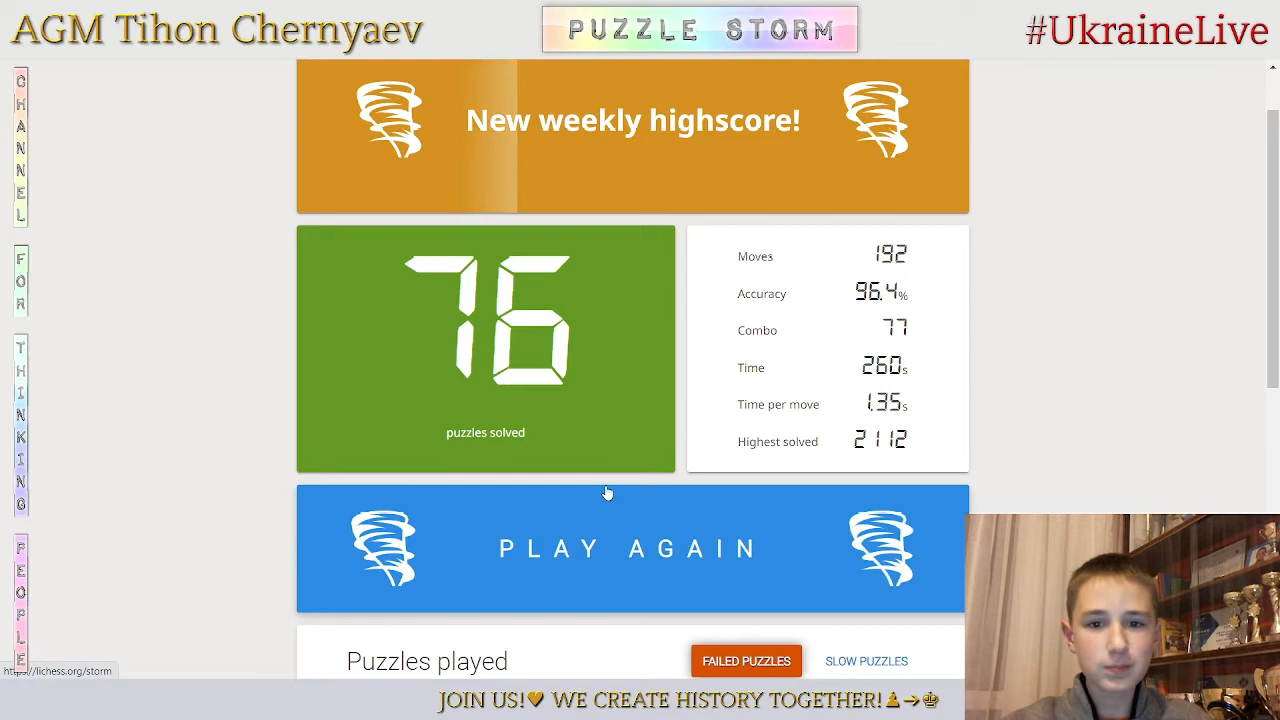 AGM Tihon Chernyaev
PUZZLE STORM
#UkraineLive
CHANNEL
FOR
THINKING
PEOPLE
New weekly highscore!
76
puzzles solved
Moves 192
Accuracy 96.4%
Combo 77
Time 260s
Time per move 1.35s
Highest solved 2112
PLAY AGAIN
Puzzles played
FAILED PUZZLES
SLOW PUZZLES
https://lichess.org/storm
JOIN US!♥ WE CREATE HISTORY TOGETHER!♟→♚